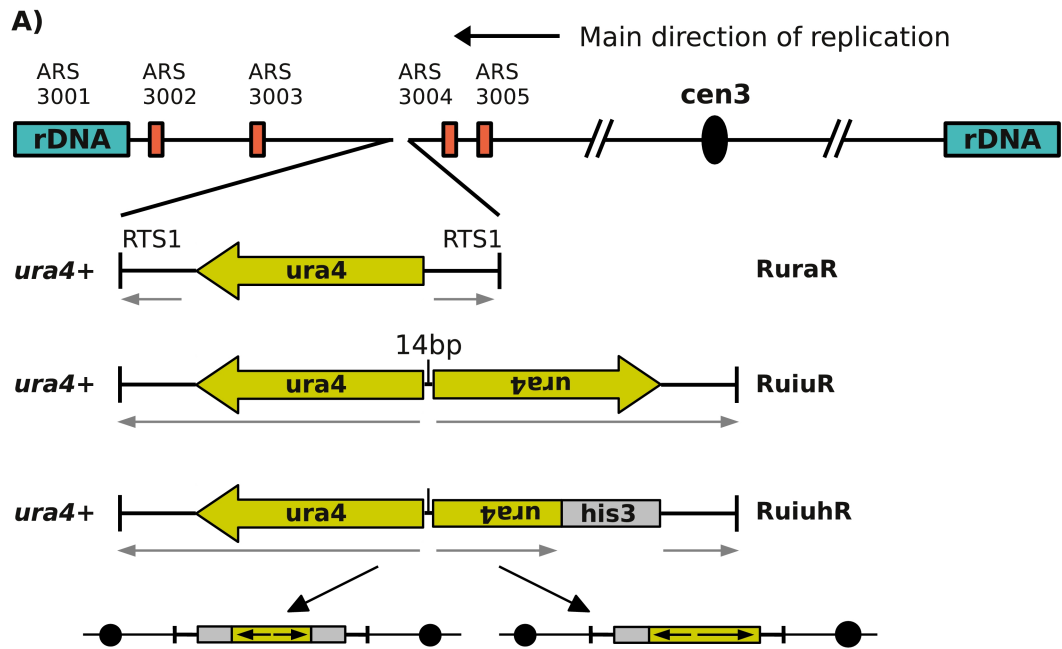 A)
Main direction of replication
ARS 3001
ARS 3002
ARS 3003
ARS 3004
ARS 3005
cen3
rDNA
rDNA
RTS1
RTS1
ura4+
ura4
RuraR
14bp
ura4+
ura4
ura4
RuiuR
ura4+
ura4
ura4
his3
RuiuhR